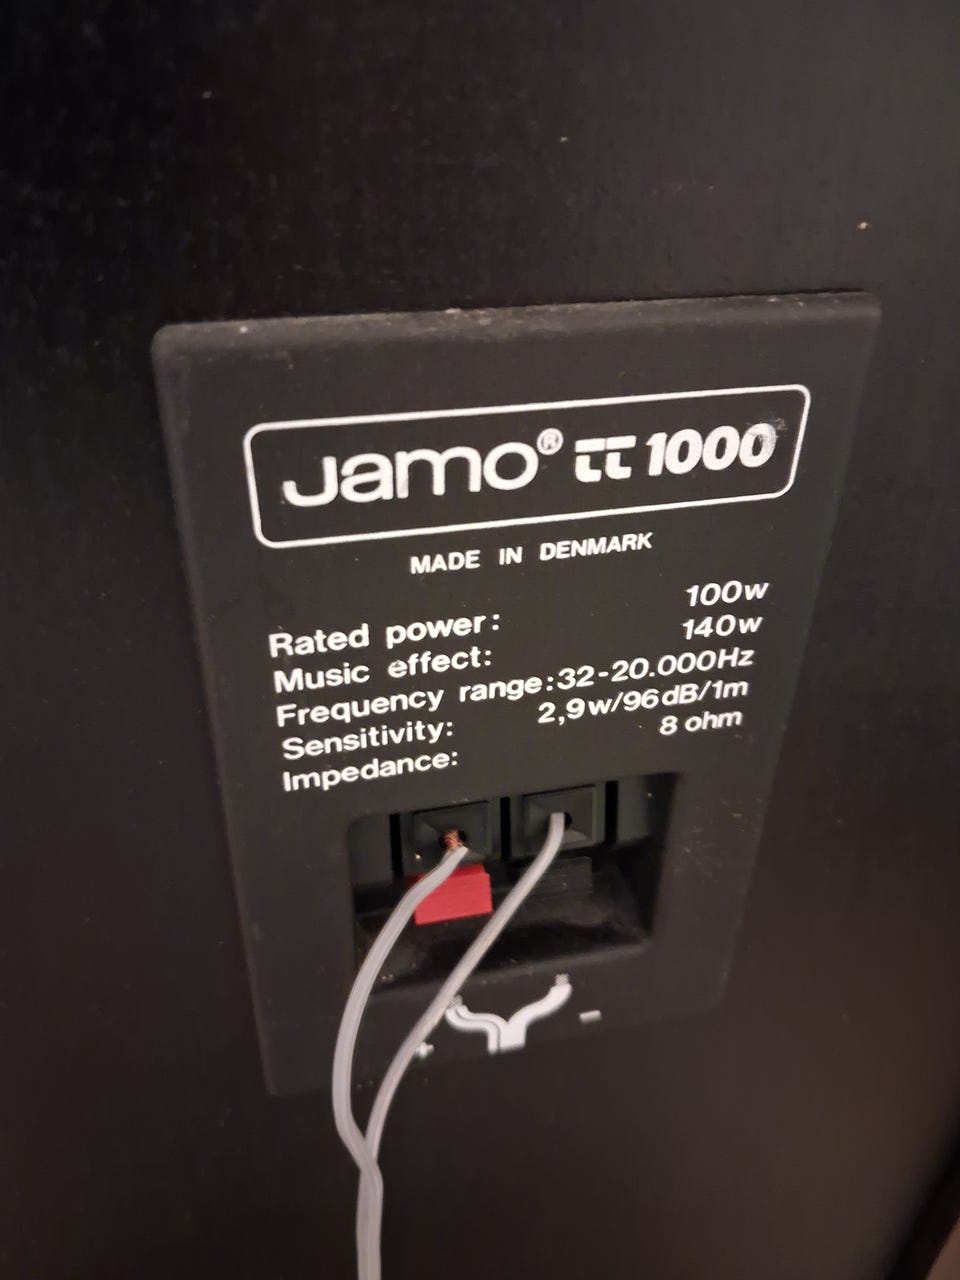 Jamo® π 1000
MADE IN DENMARK
Rated power: 100w
Music effect: 140w
Frequency range: 32-20.000Hz
Sensitivity: 2,9w/96dB/1m
Impedance: 8 ohm
+ -